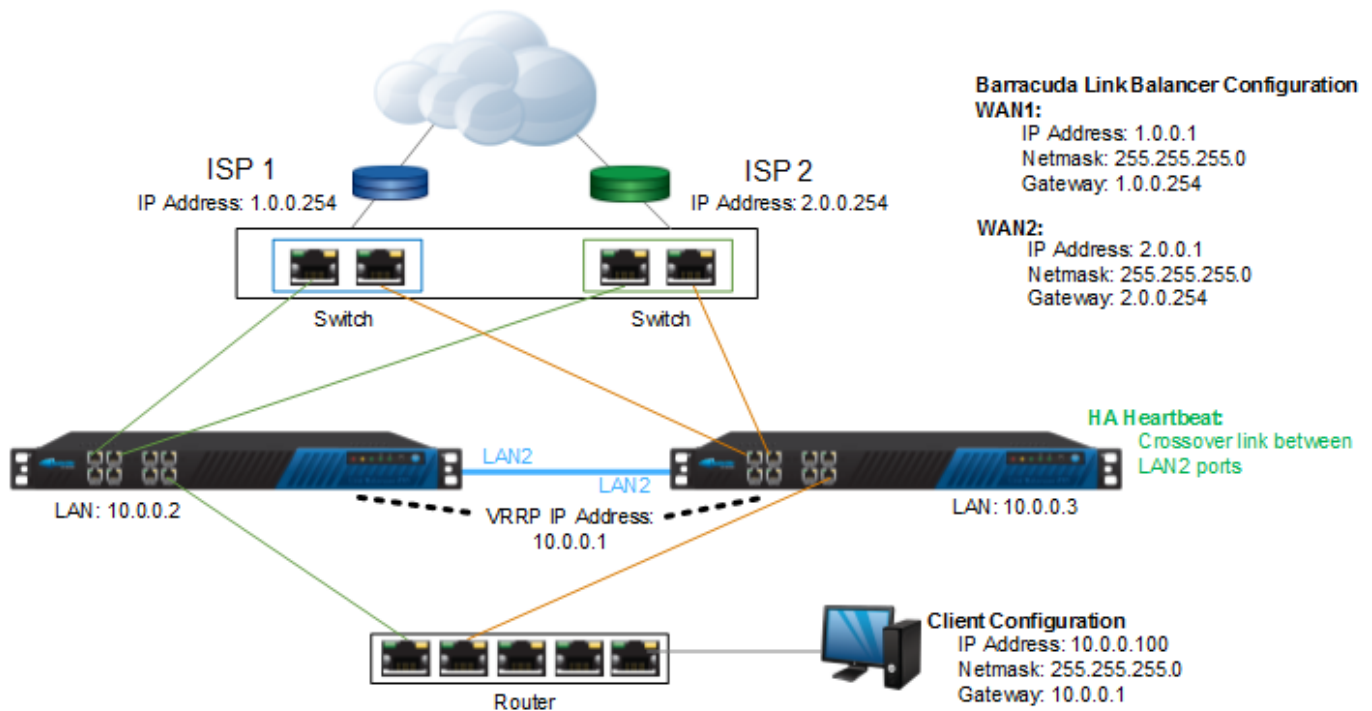 ISP 1
IP Address: 1.0.0.254
ISP 2
IP Address: 2.0.0.254
Barracuda Link Balancer Configuration
WAN1:
IP Address: 1.0.0.1
Netmask: 255.255.255.0
Gateway: 1.0.0.254
WAN2:
IP Address: 2.0.0.1
Netmask: 255.255.255.0
Gateway: 2.0.0.254
Switch
Switch
HA Heartbeat:
Crossover link between
LAN2 ports
LAN2
LAN2
LAN: 10.0.0.2
VRRP IP Address:
10.0.0.1
LAN: 10.0.0.3
Router
Client Configuration
IP Address: 10.0.0.100
Netmask: 255.255.255.0
Gateway: 10.0.0.1